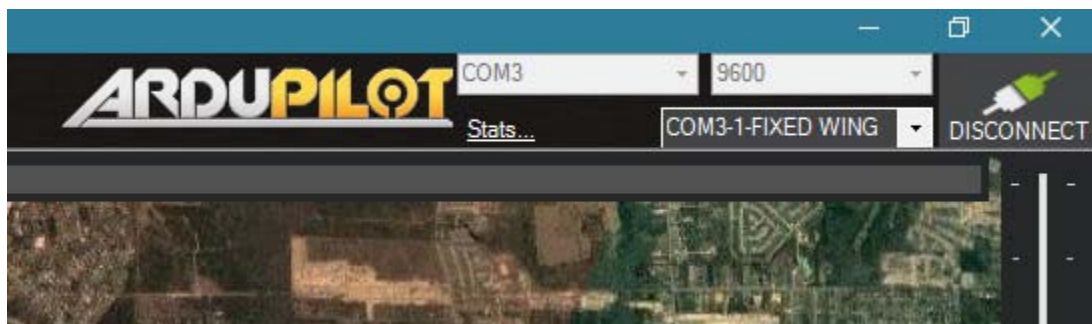 ARDUPILOT
COM3
9600
Stats...
COM3-1-FIXED WING
DISCONNECT